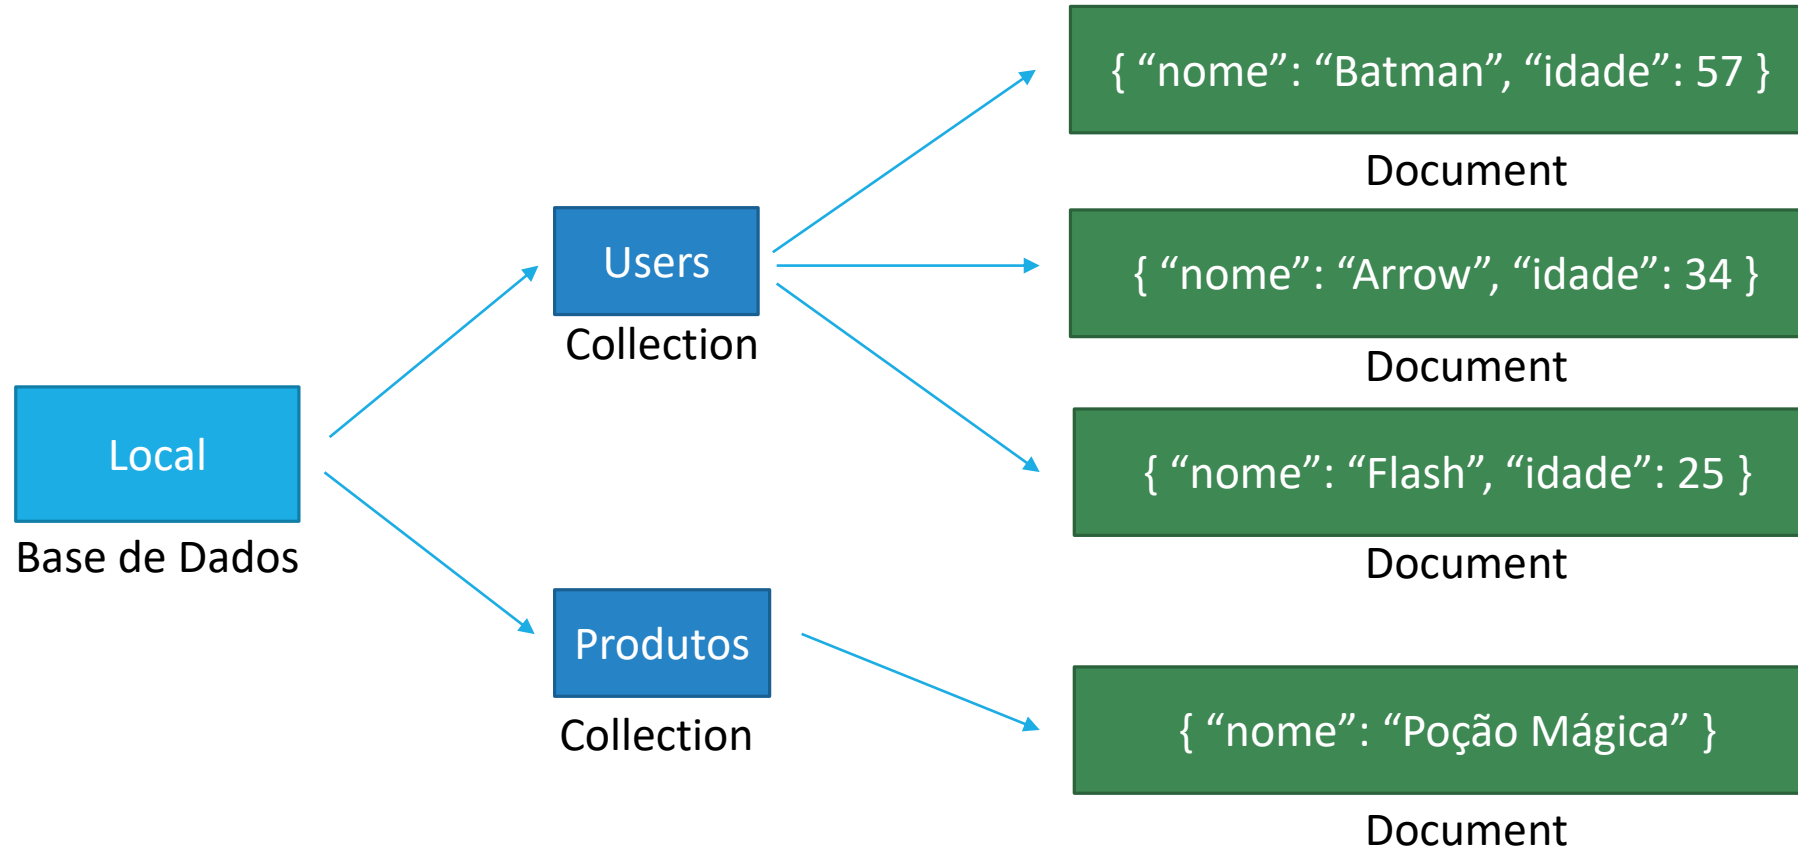 { “nome”: “Batman”, “idade”: 57 }
Document
Users
Collection
{ “nome”: “Arrow”, “idade”: 34 }
Document
Local
Base de Dados
{ “nome”: “Flash”, “idade”: 25 }
Document
Produtos
Collection
{ “nome”: “Poção Mágica” }
Document